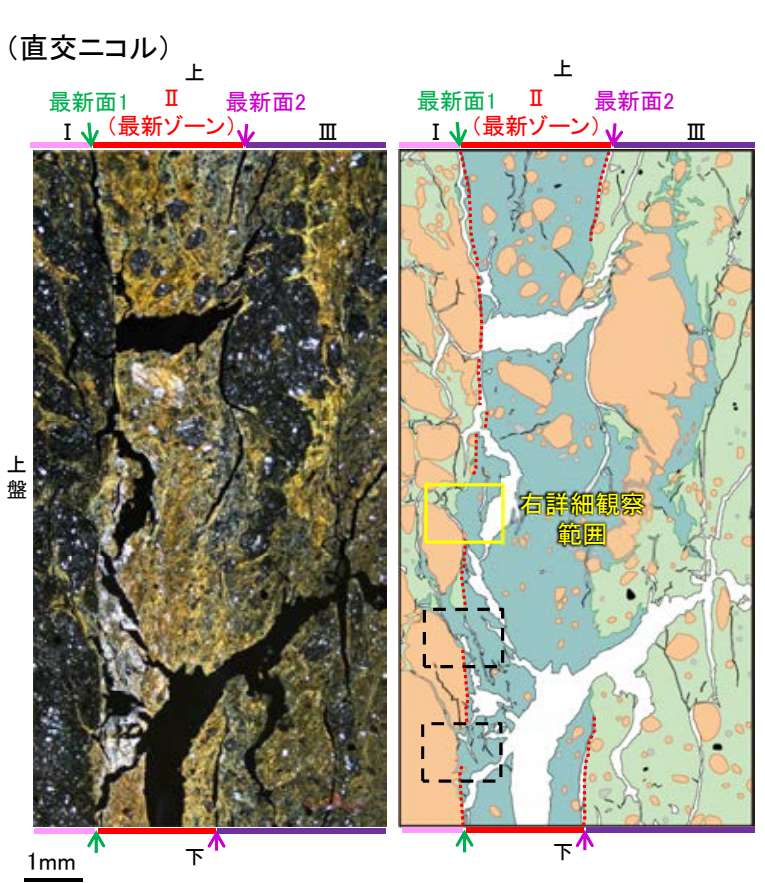 (直交ニコル)
上
上
最新面1 Ⅱ 最新面2
最新面1 Ⅱ 最新面2
Ⅰ (最新ゾーン) Ⅲ
Ⅰ (最新ゾーン) Ⅲ
上
盤
右詳細観察
範囲
下
下
1mm